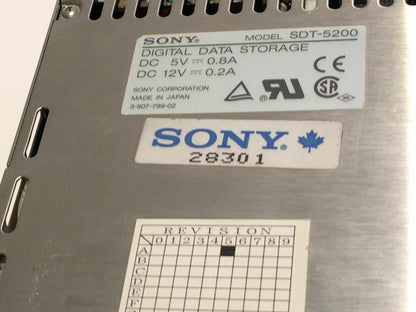 SONY® MODEL SDT-5200
DIGITAL DATA STORAGE
DC 5V ⎓ 0.8A
DC 12V ⎓ 0.2A
SONY CORPORATION
MADE IN JAPAN
3-907-799-02
SONY®
28301
REVISION
0 1 2 3 4 5 6 7 8 9
A
B
C
D
E
F